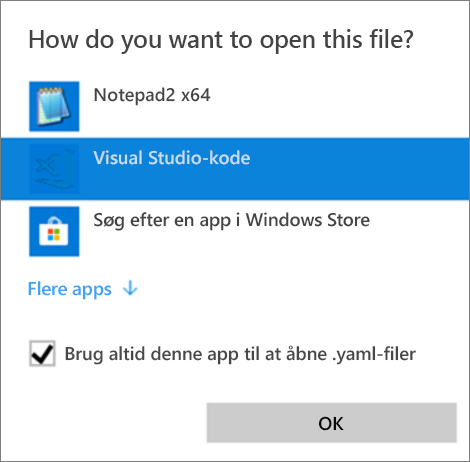 How do you want to open this file?
Notepad2 x64
Visual Studio-kode
Søg efter en app i Windows Store
Flere apps
Brug altid denne app til at åbne .yaml-filer
OK